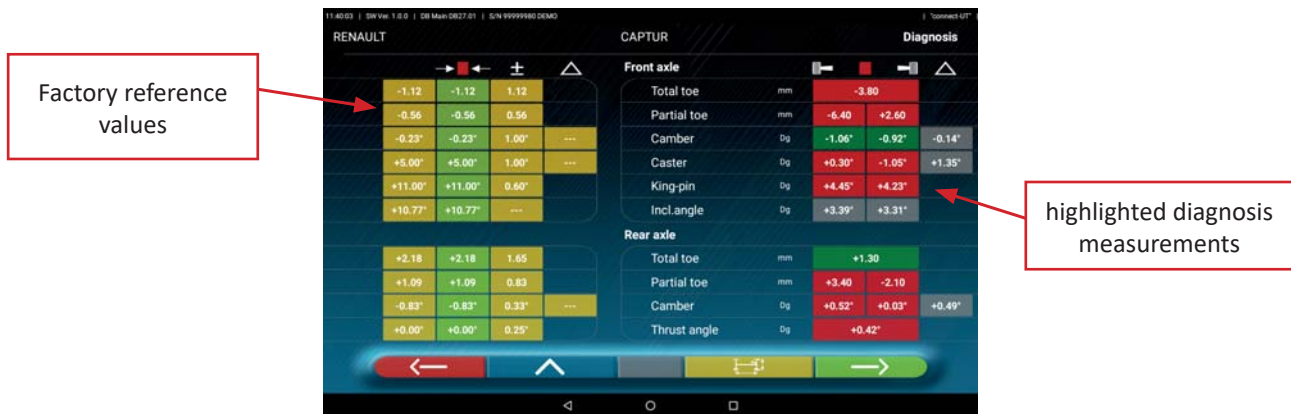 11:40:03 | SW Ver. 1.0.0 | DB Main DB27.01 | S/N 99999980 DEMO | "connect-UT" |
RENAULT CAPTUR Diagnosis
± △ Front axle △
-1.12 -1.12 1.12 Total toe mm -3.80
-0.56 -0.56 0.56 Partial toe mm -6.40 +2.60
-0.23° -0.23° 1.00° --- Camber Dg -1.06° -0.92° -0.14°
+5.00° +5.00° 1.00° --- Caster Dg +0.30° -1.05° +1.35°
+11.00° +11.00° 0.60° King-pin Dg +4.45° +4.23°
+10.77° +10.77° --- Incl.angle Dg +3.39° +3.31°
Rear axle
+2.18 +2.18 1.65 Total toe mm +1.30
+1.09 +1.09 0.83 Partial toe mm +3.40 -2.10
-0.83° -0.83° 0.33° --- Camber Dg +0.52° +0.03° +0.49°
+0.00° +0.00° 0.25° Thrust angle Dg +0.42°
Factory reference
values
highlighted diagnosis
measurements